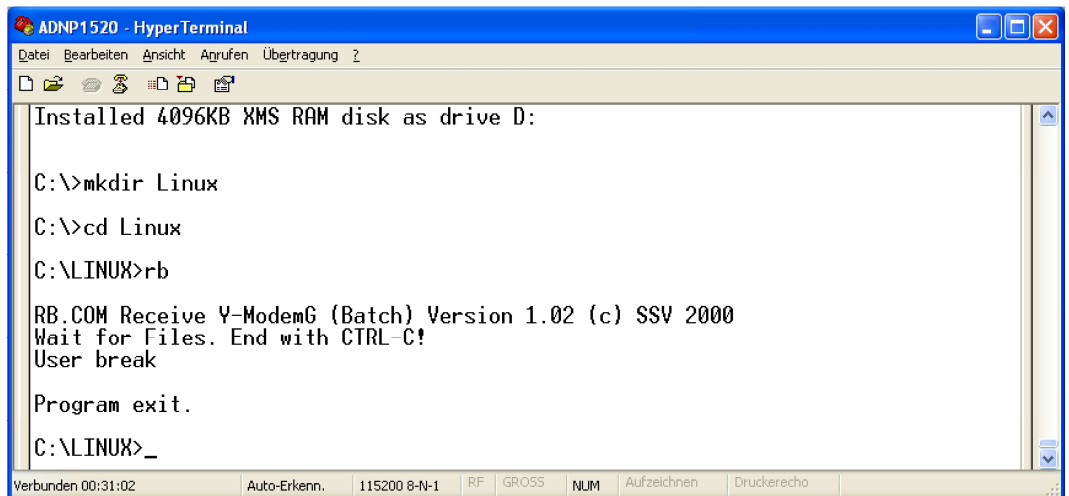 ADNP1520 - HyperTerminal
Datei Bearbeiten Ansicht Anrufen Übertragung ?
Installed 4096KB XMS RAM disk as drive D:
C:\>mkdir Linux
C:\>cd Linux
C:\LINUX>rb
RB.COM Receive Y-ModemG (Batch) Version 1.02 (c) SSV 2000
Wait for Files. End with CTRL-C!
User break
Program exit.
C:\LINUX>_
Verbunden 00:31:02 Auto-Erkenn. 115200 8-N-1 RF GROSS NUM Aufzeichnen Druckerecho